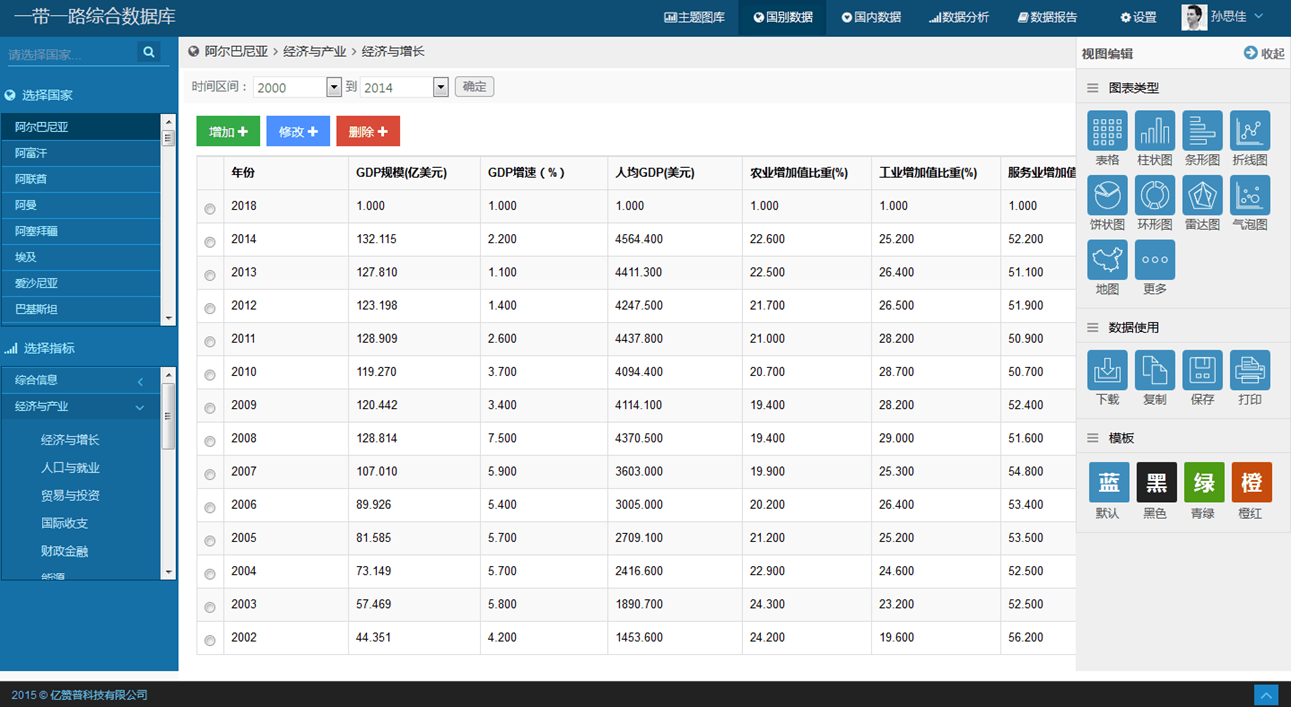 一带一路综合数据库
主题图库 国别数据 国内数据 数据分析 数据报告 设置 孙思佳
请选择国家...
选择国家
阿尔巴尼亚
阿富汗
阿联酋
阿曼
阿塞拜疆
埃及
爱沙尼亚
巴基斯坦
选择指标
综合信息
经济与产业
经济与增长
人口与就业
贸易与投资
国际收支
财政金融
能源
阿尔巴尼亚 > 经济与产业 > 经济与增长
时间区间： 2000 到 2014 确定
增加 修改 删除
年份 GDP规模(亿美元) GDP增速（%） 人均GDP(美元) 农业增加值比重(%) 工业增加值比重(%) 服务业增加值
2018 1.000 1.000 1.000 1.000 1.000 1.000
2014 132.115 2.200 4564.400 22.600 25.200 52.200
2013 127.810 1.100 4411.300 22.500 26.400 51.100
2012 123.198 1.400 4247.500 21.700 26.500 51.900
2011 128.909 2.600 4437.800 21.000 28.200 50.900
2010 119.270 3.700 4094.400 20.700 28.700 50.700
2009 120.442 3.400 4114.100 19.400 28.200 52.400
2008 128.814 7.500 4370.500 19.400 29.000 51.600
2007 107.010 5.900 3603.000 19.900 25.300 54.800
2006 89.926 5.400 3005.000 20.200 26.400 53.400
2005 81.585 5.700 2709.100 21.200 25.200 53.500
2004 73.149 5.700 2416.600 22.900 24.600 52.500
2003 57.469 5.800 1890.700 24.300 23.200 52.500
2002 44.351 4.200 1453.600 24.200 19.600 56.200
视图编辑 收起
图表类型
表格 柱状图 条形图 折线图
饼状图 环形图 雷达图 气泡图
地图 更多
数据使用
下载 复制 保存 打印
模板
蓝 黑 绿 橙
默认 黑色 青绿 橙红
2015 © 亿赞普科技有限公司